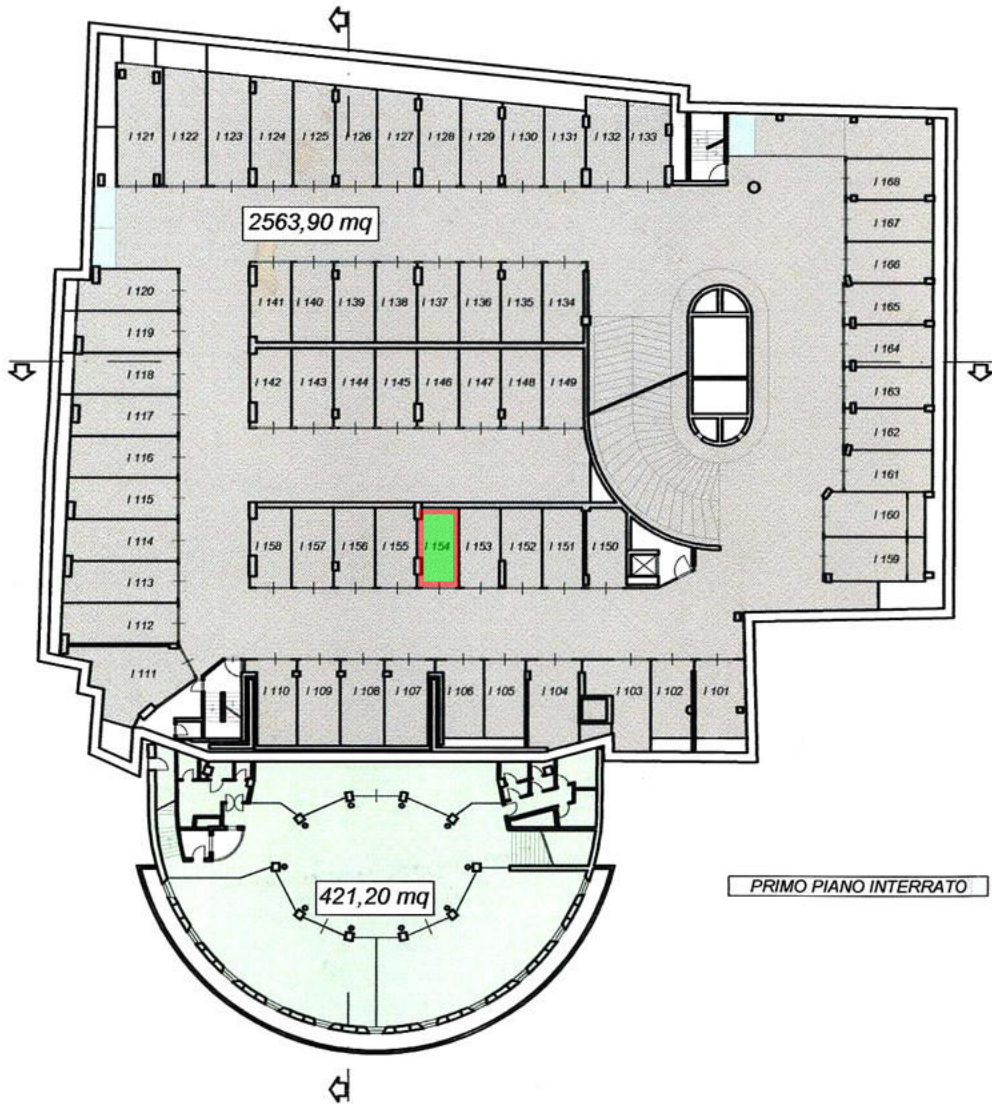 I 121 I 122 I 123 I 124 I 125 I 126 I 127 I 128 I 129 I 130 I 131 I 132 I 133
I 168
I 167
2563,90 mq
I 166
I 120
I 141 I 140 I 139 I 138 I 137 I 136 I 135 I 134
I 165
I 119
I 164
I 118
I 142 I 143 I 144 I 145 I 146 I 147 I 148 I 149
I 163
I 117
I 162
I 116
I 161
I 115
I 160
I 114
I 158 I 157 I 156 I 155 I 154 I 153 I 152 I 151 I 150
I 159
I 113
I 112
I 111
I 110 I 109 I 108 I 107 I 106 I 105 I 104 I 103 I 102 I 101
PRIMO PIANO INTERRATO
421,20 mq